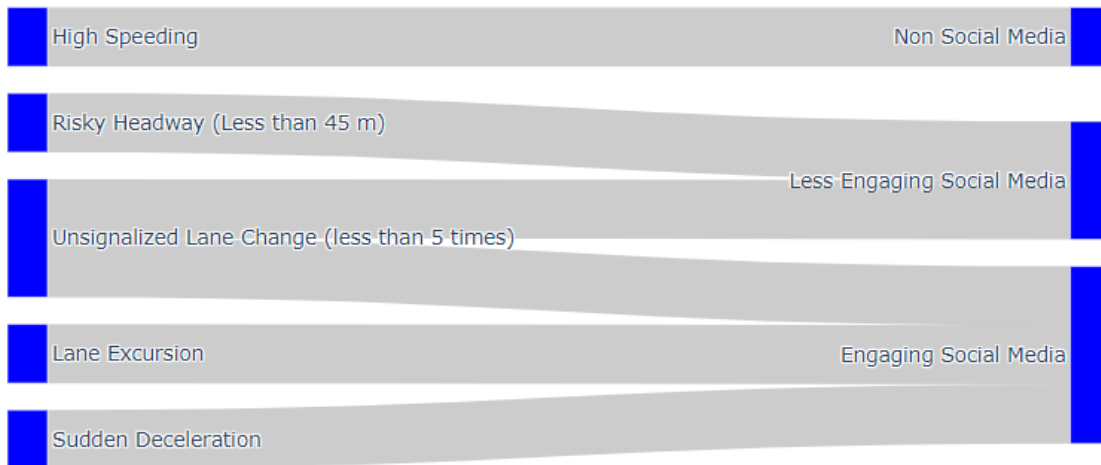 High Speeding
Non Social Media
Risky Headway (Less than 45 m)
Less Engaging Social Media
Unsignalized Lane Change (less than 5 times)
Lane Excursion
Engaging Social Media
Sudden Deceleration